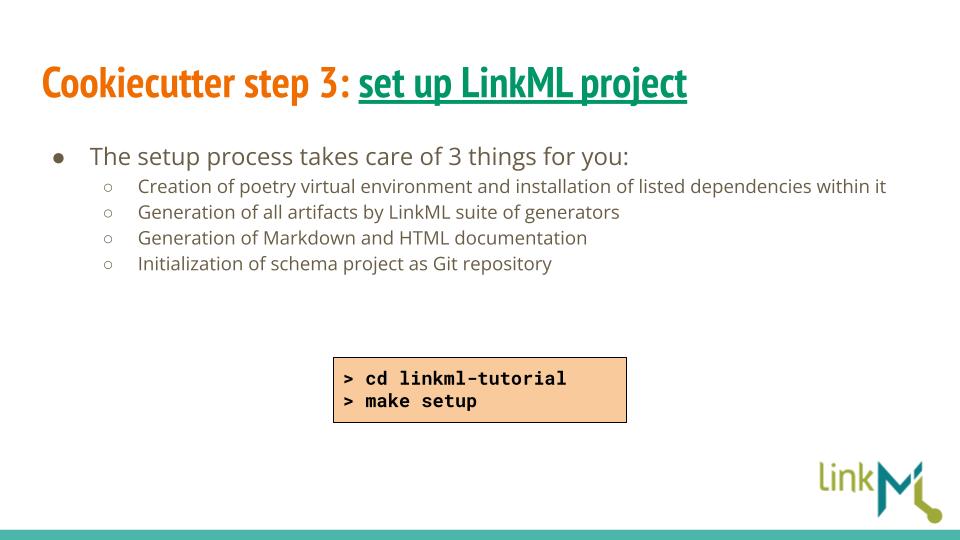 Cookiecutter step 3: set up LinkML project
● The setup process takes care of 3 things for you:
○ Creation of poetry virtual environment and installation of listed dependencies within it
○ Generation of all artifacts by LinkML suite of generators
○ Generation of Markdown and HTML documentation
○ Initialization of schema project as Git repository
> cd linkml-tutorial
> make setup
link ML